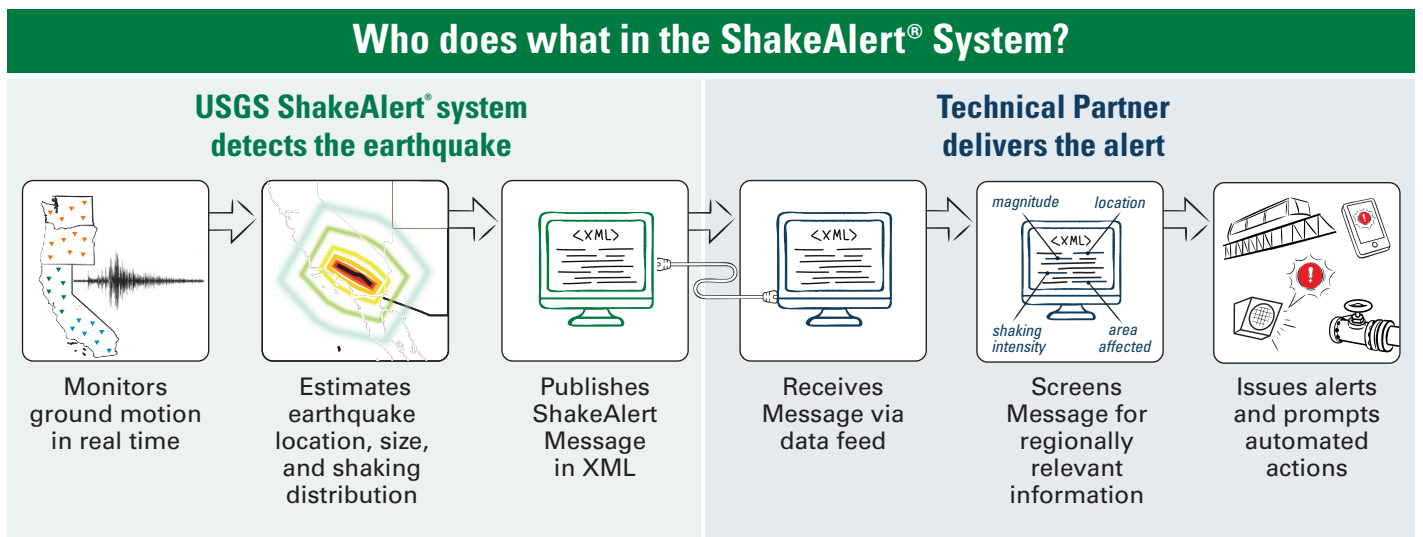 Who does what in the ShakeAlert® System?
USGS ShakeAlert® system
detects the earthquake
Technical Partner
delivers the alert
<XML>
<XML>
magnitude
location
<XML>
shaking
intensity
area
affected
Monitors
ground motion
in real time
Estimates
earthquake
location, size,
and shaking
distribution
Publishes
ShakeAlert
Message
in XML
Receives
Message via
data feed
Screens
Message for
regionally
relevant
information
Issues alerts
and prompts
automated
actions